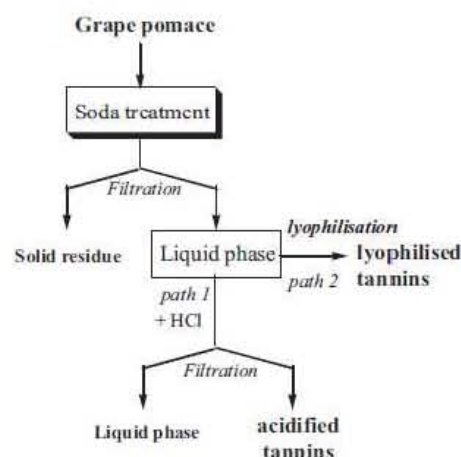 Grape pomace
Soda treatment
Filtration
Solid residue
Liquid phase
lyophilisation
path 2
lyophilised
tannins
path 1
+ HCl
Filtration
Liquid phase
acidified
tannins